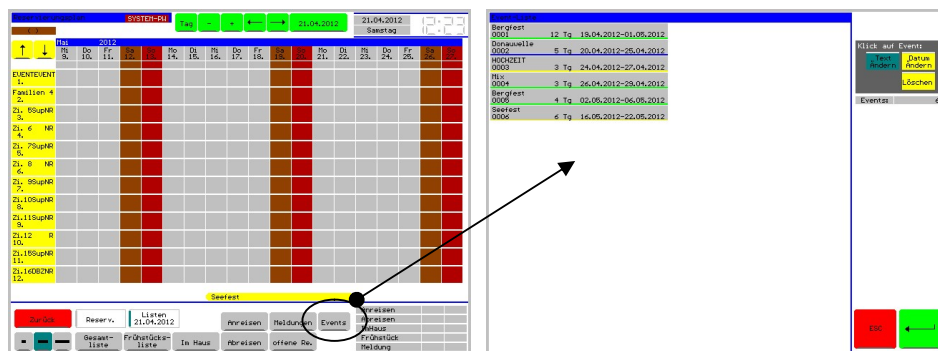 SYSTEM-PW
Tag
-
+
21.04.2012
21.04.2012
Samstag
Mai 2012
Mi Do Fr Sa So Mo Do Di Mi Do Fr Sa So Mo Di Mi Do Fr Sa So
9. 10. 11. 12. 13. 14. 15. 16. 17. 18. 19. 20. 21. 22. 23. 24. 25. 26. 27.
EVENTEVENT
1.
Familien 4
2.
Zi. 5SupNR
3.
Zi. 6 NR
4.
Zi. 7SupNR
5.
Zi. 8 NR
6.
Zi. 9SupNR
7.
Zi.10SupNR
8.
Zi.11SupNR
9.
Zi.12 R
10.
Zi.15SupNR
11.
Zi.16DBZNR
12.
Seefest
Zurück
Reserv.
Listen
21.04.2012
Anreisen
Meldungen
Events
Anreisen
Abreisen
ImHaus
Frühstück
Meldung
Gesamt-
liste
Frühstücks-
liste
Im Haus
Abreisen
offene Re.
Bergfest
0001 12 Tg 19.04.2012-01.05.2012
Donauwelle
0002 5 Tg 20.04.2012-25.04.2012
HOCHZEIT
0003 3 Tg 24.04.2012-27.04.2012
Mix
0004 3 Tg 26.04.2012-29.04.2012
Bergfest
0005 4 Tg 02.05.2012-06.05.2012
Seefest
0006 6 Tg 16.05.2012-22.05.2012
Klick auf Event:
Text
Ändern
Datum
Ändern
Löschen
Events: 6
ESC